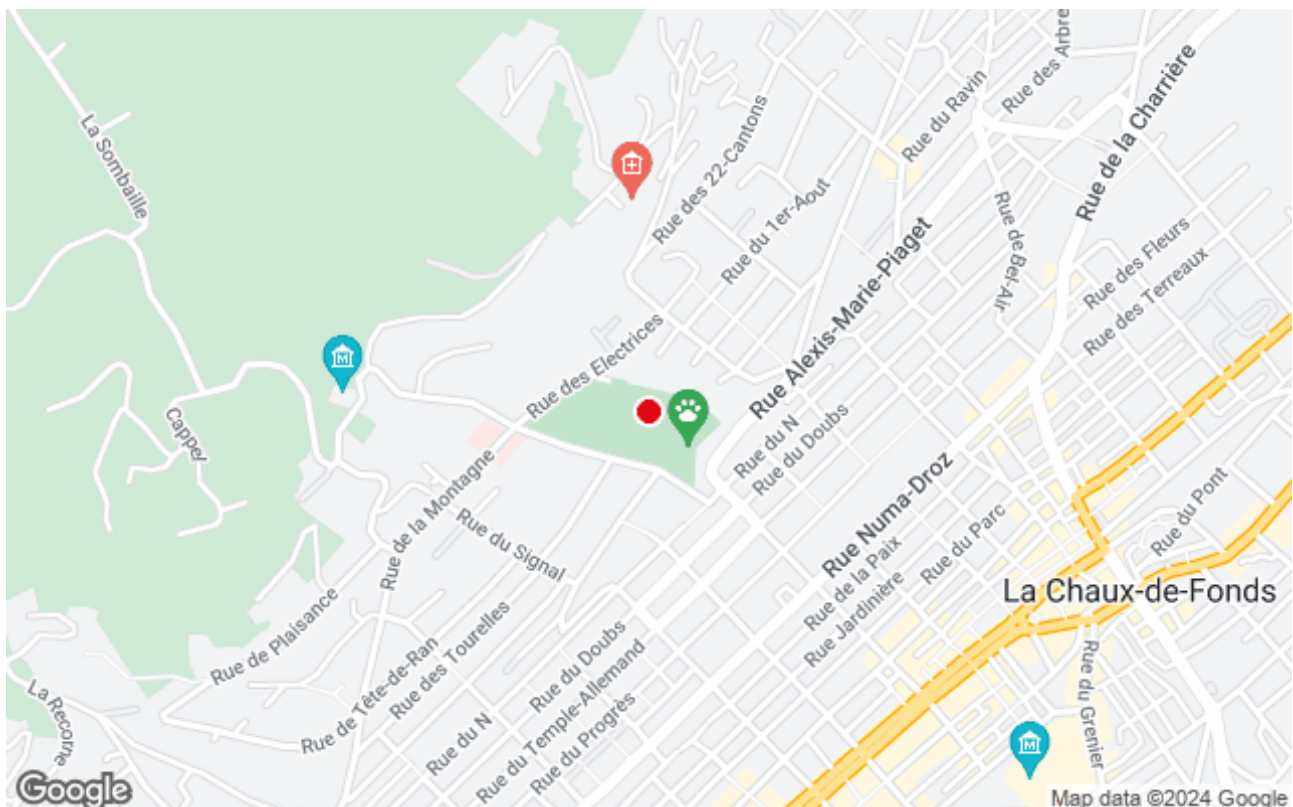 Rue des Arbre
Rue du Ravin
Rue de la Charrière
La Sombaille
Rue des 22-Cantons
Rue du 1er-Aout
Rue de Bel-Air
Rue des Fleurs
Rue des Terreaux
Rue Alexis-Marie-Piaget
Rue des Electrices
Cappel
Rue du N
Rue du Doubs
Rue de la Montagne
Rue Numa-Droz
Rue du Pont
Rue du Signal
Rue du Parc
Rue de la Paix
Rue Jardinière
La Chaux-de-Fonds
Rue de Plaisance
Rue de Tête-de-Ran
Rue des Tourelles
Rue du Doubs
Rue du N
Rue du Temple-Allemand
Rue du Progrès
La Recorne
Rue du Grenier
M
M
Google
Map data ©2024 Google